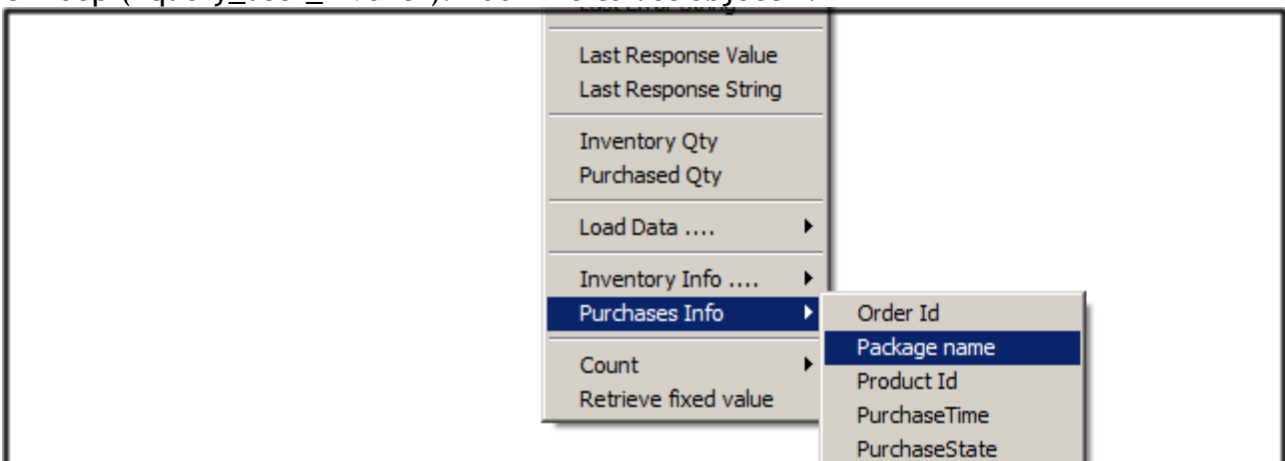 Last Response Value
Last Response String
Inventory Qty
Purchased Qty
Load Data ....
Inventory Info ....
Purchases Info
Count
Retrieve fixed value
Order Id
Package name
Product Id
PurchaseTime
PurchaseState